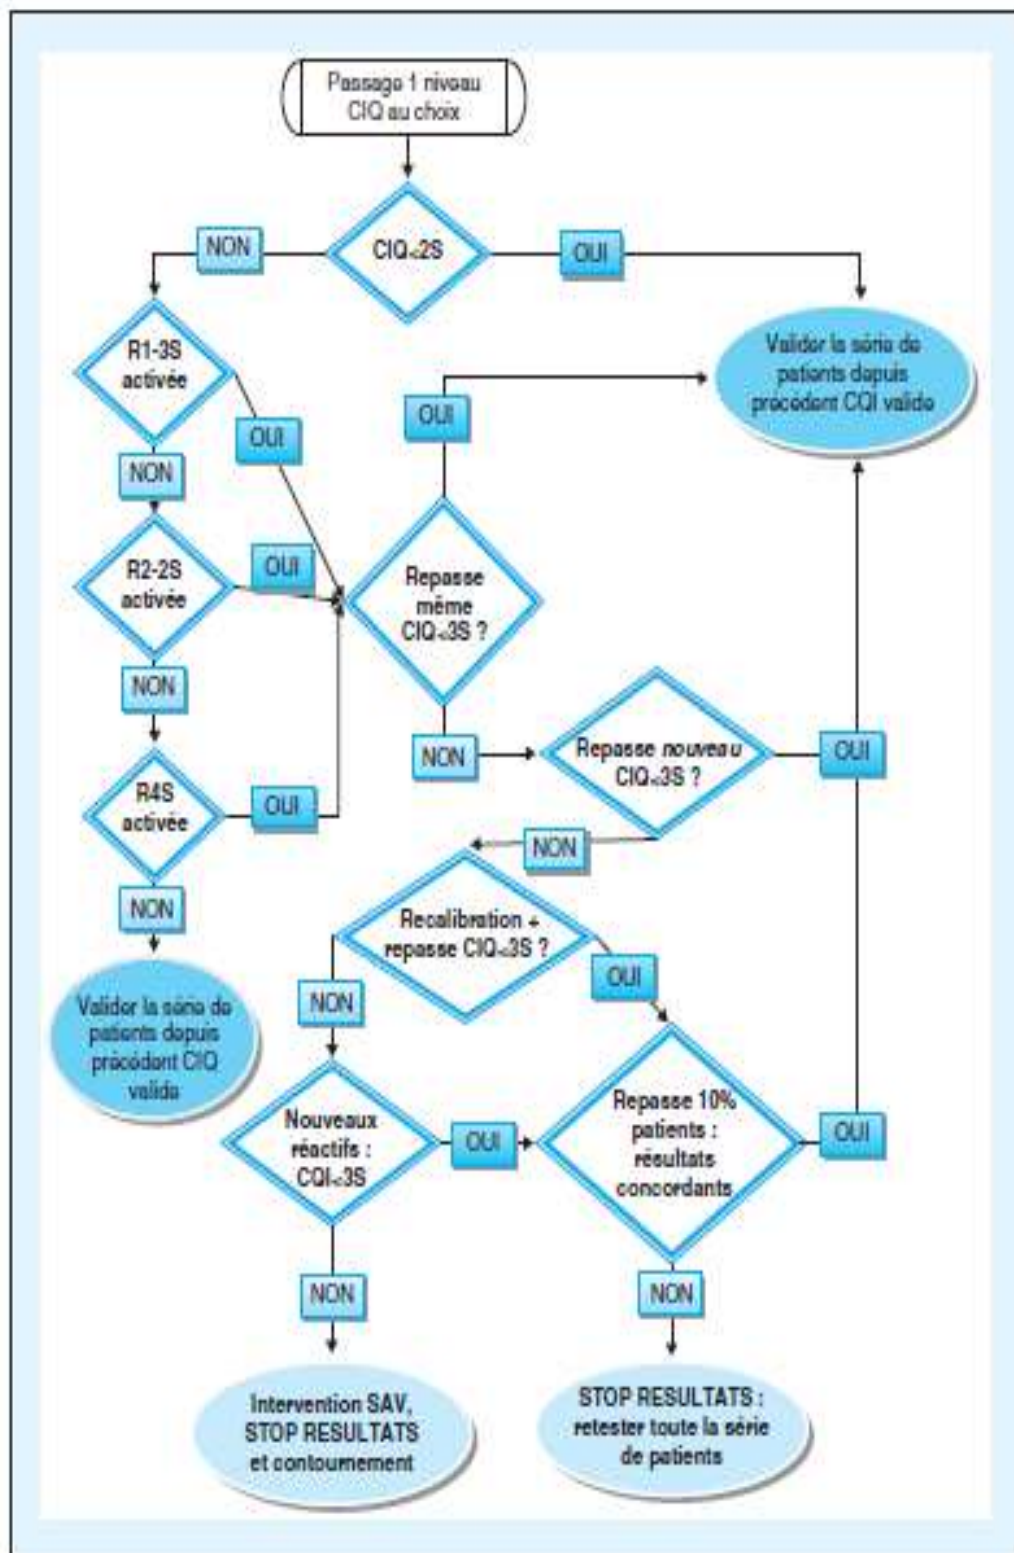 Passage 1 niveau
CIQ au choix
CIQ<2S
NON
OUI
R1-3S
activée
OUI
NON
Valider la série de
patients depuis
précédent CQI valide
OUI
R2-2S
activée
OUI
Repasse
même
CIQ<3S ?
NON
NON
Repasse nouveau
CIQ<3S ?
OUI
R4S
activée
OUI
NON
NON
Recalibration +
repasse CIQ<3S ?
OUI
NON
Valider la série de
patients depuis
précédent CIQ
valide
Nouveaux
réactifs :
CQI<3S
OUI
Repasse 10%
patients :
résultats
concordants
OUI
NON
NON
Intervention SAV,
STOP RESULTATS
et contournement
STOP RESULTATS :
retester toute la série
de patients